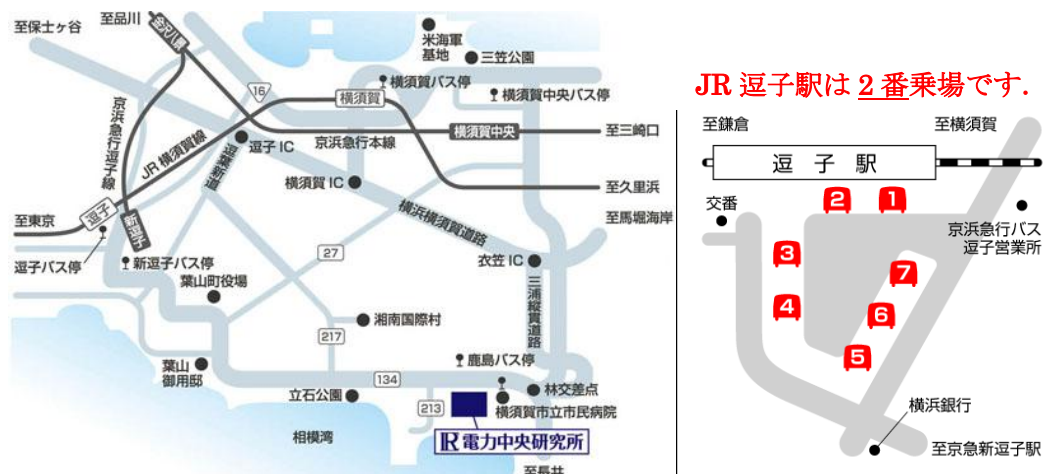 至品川
至保士ヶ谷
金沢八景
米海軍
基地
三笠公園
16
横須賀バス停
横須賀
横須賀中央バス停
京浜急行逗子線
JR横須賀線
逗葉新道
逗子IC
京浜急行本線
横須賀中央
至三崎口
横須賀IC
至久里浜
至東京
逗子
新逗子
横浜横須賀道路
至馬堀海岸
逗子バス停
新逗子バス停
27
衣笠IC
葉山町役場
三浦縦貫道路
湘南国際村
217
葉山
御用邸
鹿島バス停
134
立石公園
林交差点
213
横須賀市立市民病院
相模湾
電力中央研究所
至長井
JR 逗子駅は 2 番乗場です.
至鎌倉
至横須賀
逗子駅
交番
2
1
京浜急行バス
逗子営業所
3
7
4
6
5
横浜銀行
至京急新逗子駅